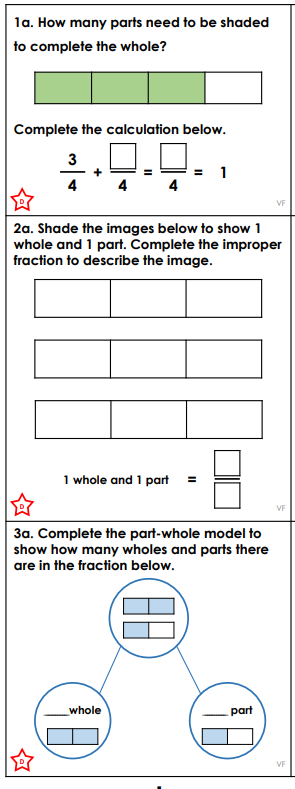 1a. How many parts need to be shaded
to complete the whole?
Complete the calculation below.
3/4 + □/4 = □/4 = 1
D
VF
2a. Shade the images below to show 1
whole and 1 part. Complete the improper
fraction to describe the image.
1 whole and 1 part =
D
VF
3a. Complete the part-whole model to
show how many wholes and parts there
are in the fraction below.
___whole
____ part
D
VF